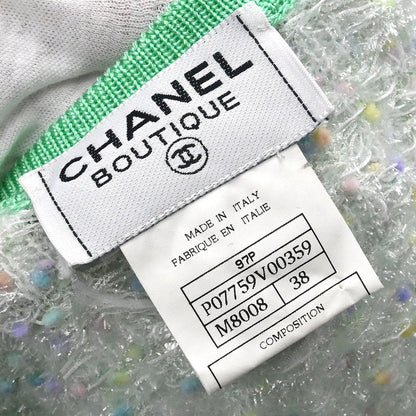 CHANEL
BOUTIQUE
MADE IN ITALY
FABRIQUE EN ITALIE
97P
P07759V00359
M8008 38
COMPOSITION